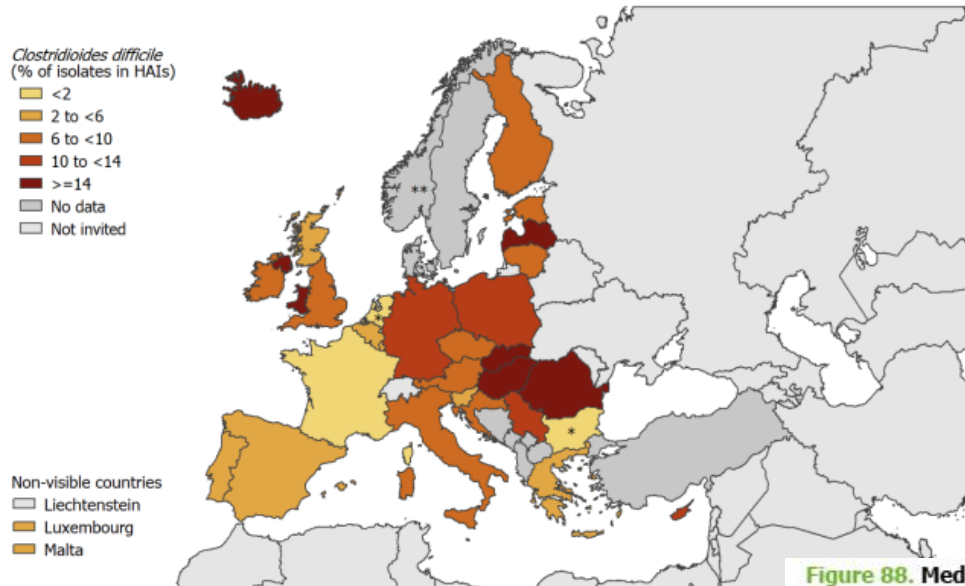 Clostridioides difficile
(% of isolates in HAIs)
<2
2 to <6
6 to <10
10 to <14
>=14
No data
Not invited
**
*
*
Non-visible countries
Liechtenstein
Luxembourg
Malta
Figure 88. Med